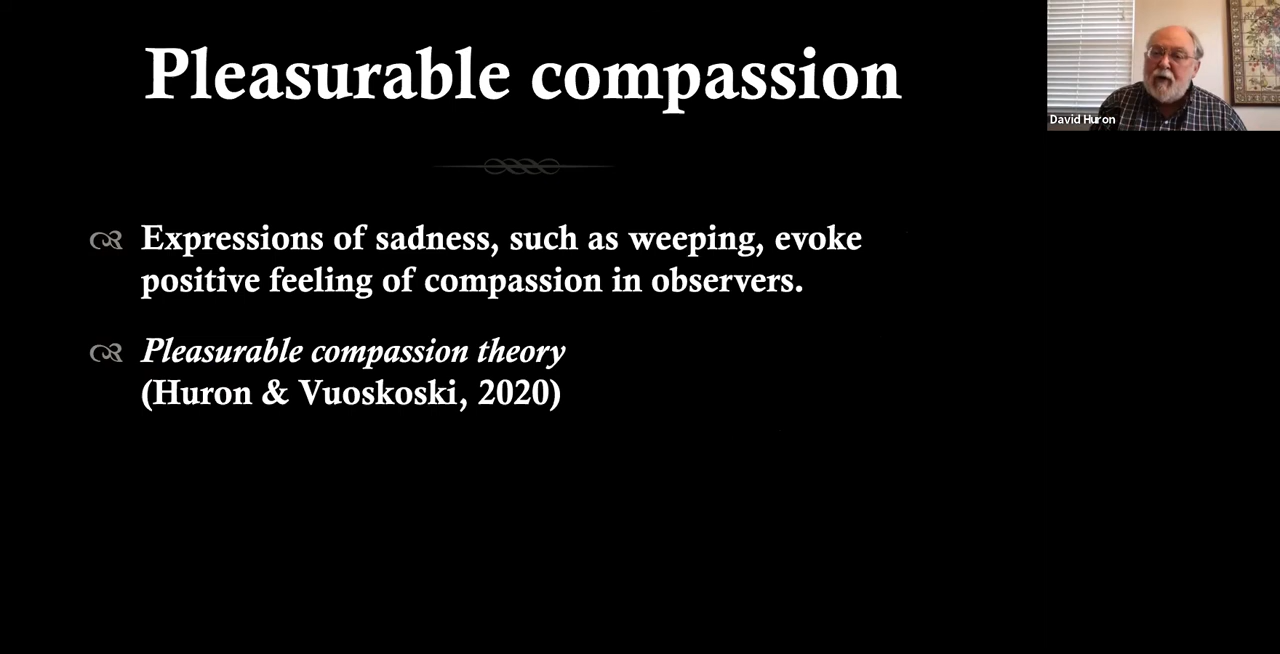 Pleasurable compassion
David Huron
Expressions of sadness, such as weeping, evoke
positive feeling of compassion in observers.
Pleasurable compassion theory
(Huron & Vuoskoski, 2020)